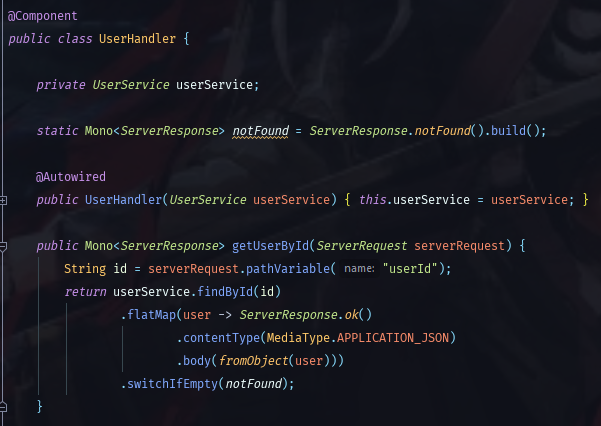 @Component
public class UserHandler {
private UserService userService;
static Mono<ServerResponse> notFound = ServerResponse.notFound().build();
@Autowired
public UserHandler(UserService userService) { this.userService = userService; }
public Mono<ServerResponse> getUserById(ServerRequest serverRequest) {
String id = serverRequest.pathVariable( name: "userId");
return userService.findById(id)
.flatMap(user -> ServerResponse.ok()
.contentType(MediaType.APPLICATION_JSON)
.body(fromObject(user)))
.switchIfEmpty(notFound);
}